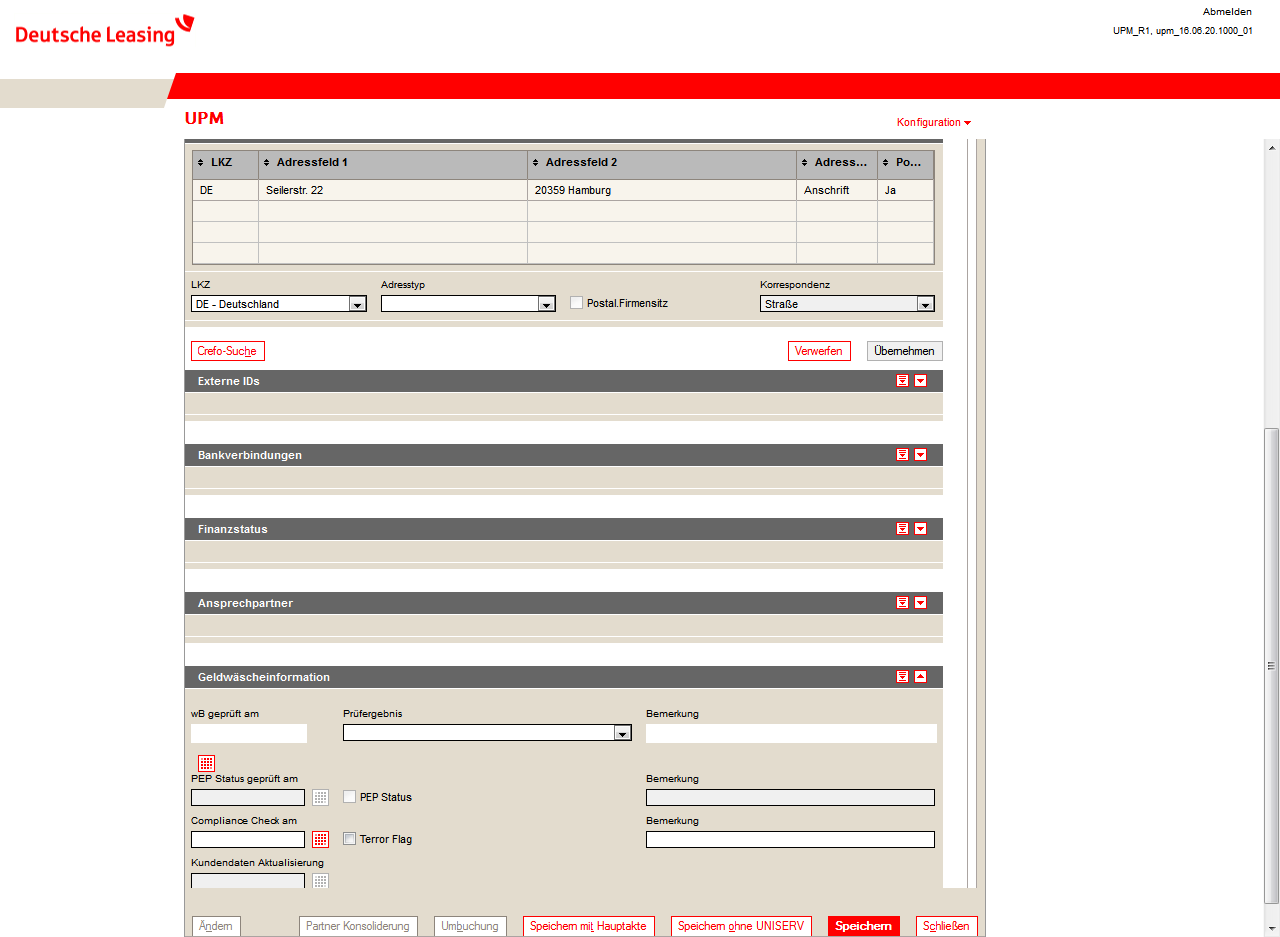 Deutsche Leasing
Abmelden
UPM_R1, upm_16.06.20.1000_01
UPM
Konfiguration
LKZ Adressfeld 1 Adressfeld 2 Adress... Po...
DE Seilerstr. 22 20359 Hamburg Anschrift Ja
LKZ Adresstyp Korrespondenz
DE - Deutschland Postal.Firmensitz Straße
Crefo-Suche Verwerfen Übernehmen
Externe IDs
Bankverbindungen
Finanzstatus
Ansprechpartner
Geldwäscheinformation
wB geprüft am Prüfergebnis Bemerkung
PEP Status geprüft am Bemerkung
PEP Status
Compliance Check am Bemerkung
Terror Flag
Kundendaten Aktualisierung
Ändern Partner Konsolidierung Umbuchung Speichern mit Hauptakte Speichern ohne UNISERV Speichern Schließen